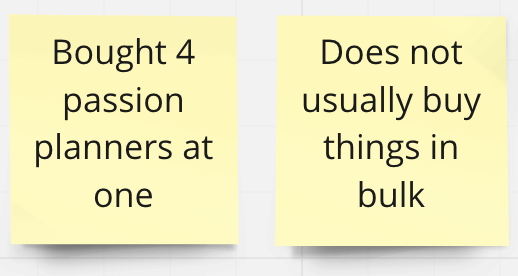 Bought 4
passion
planners at
one
Does not
usually buy
things in
bulk